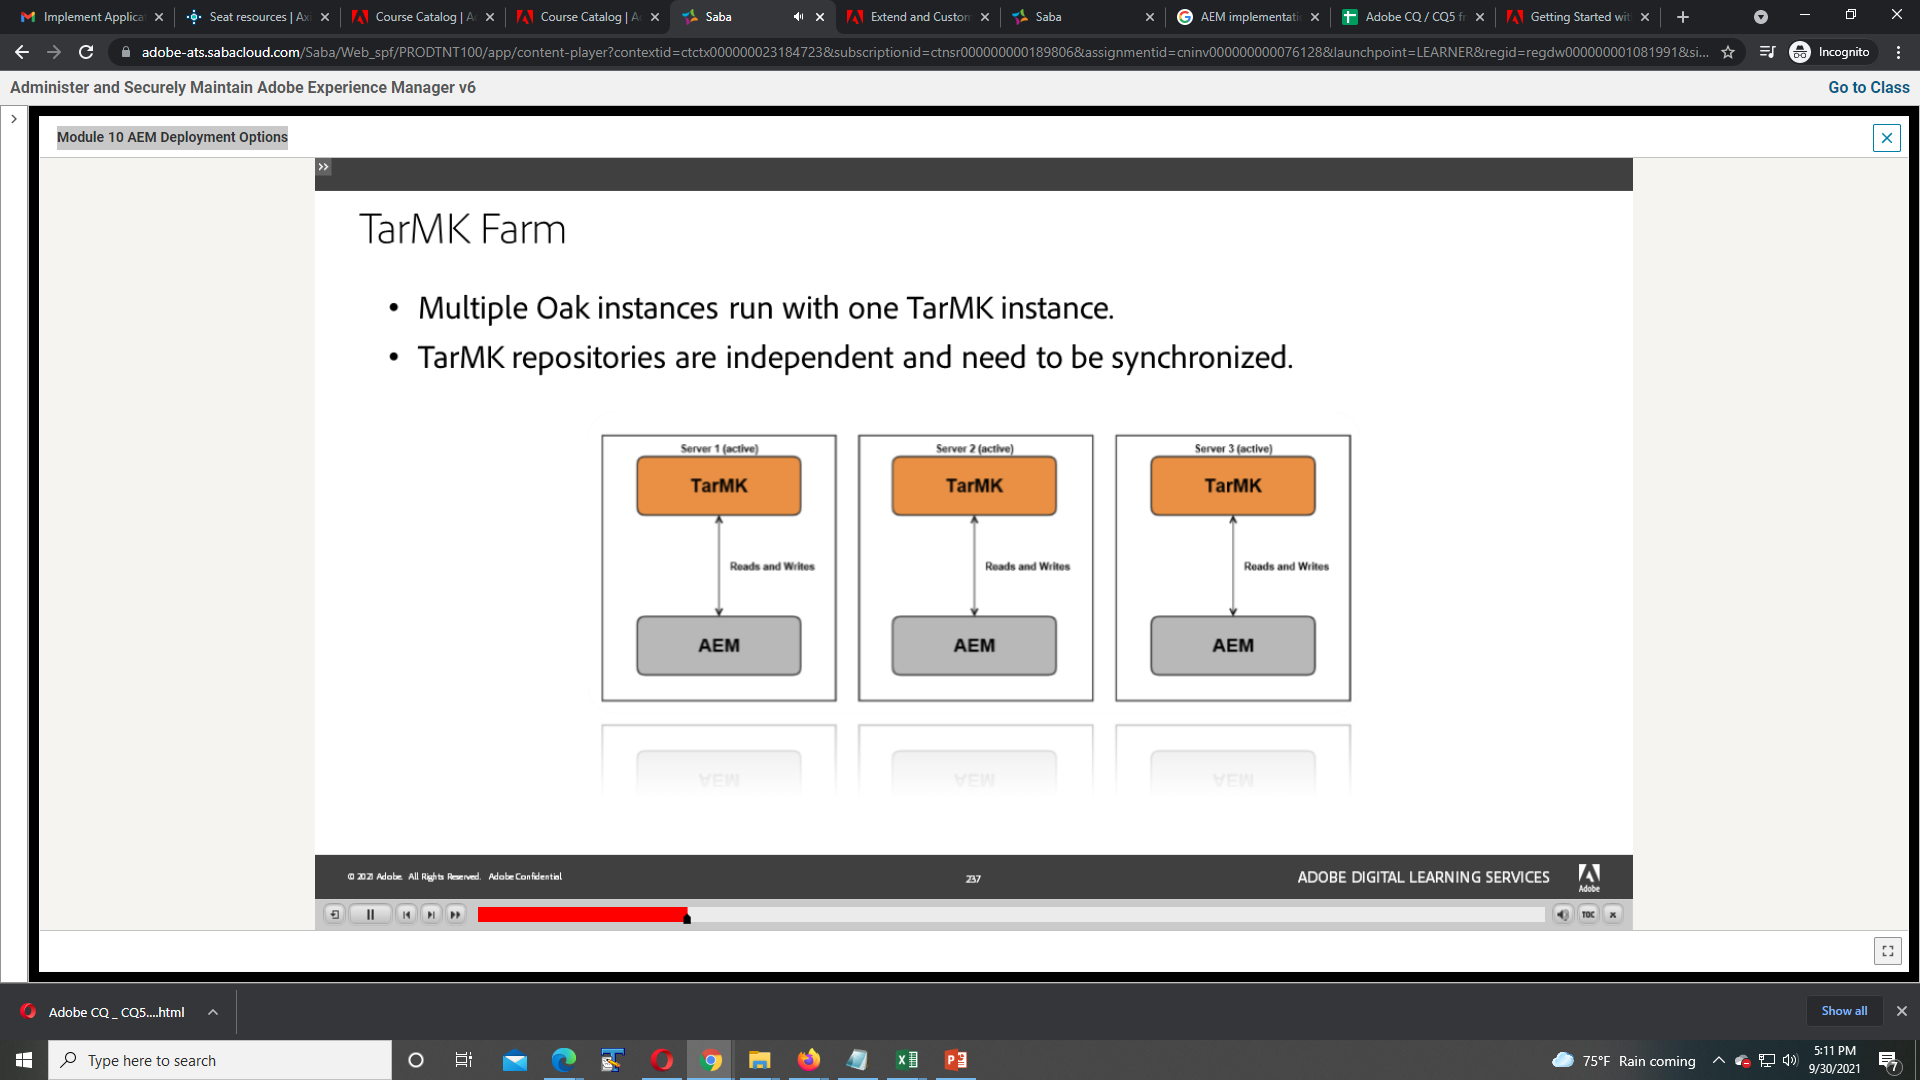 Implement Applica
Seat resources | Ax
Course Catalog | A
Course Catalog | A
Saba
Extend and Custom
Saba
AEM implementati
Adobe CQ / CQ5 fr
Getting Started wit
adobe-ats.sabacloud.com/Saba/Web_spf/PRODTNT100/app/content-player?contextid=ctctx000000023184723&subscriptionid=ctnsr000000000189806&assignmentid=cninv000000000076128&launchpoint=LEARNER&regid=regdw000000001081991&si...
Incognito
Administer and Securely Maintain Adobe Experience Manager v6
Go to Class
Module 10 AEM Deployment Options
TarMK Farm
• Multiple Oak instances run with one TarMK instance.
• TarMK repositories are independent and need to be synchronized.
Server 1 (active)
TarMK
Reads and Writes
AEM
Server 2 (active)
TarMK
Reads and Writes
AEM
Server 3 (active)
TarMK
Reads and Writes
AEM
© 2021 Adobe. All Rights Reserved. Adobe Confidential
237
ADOBE DIGITAL LEARNING SERVICES
Adobe
TOC
Adobe CQ _ CQ5....html
Show all
Type here to search
75°F Rain coming
5:11 PM
9/30/2021
7